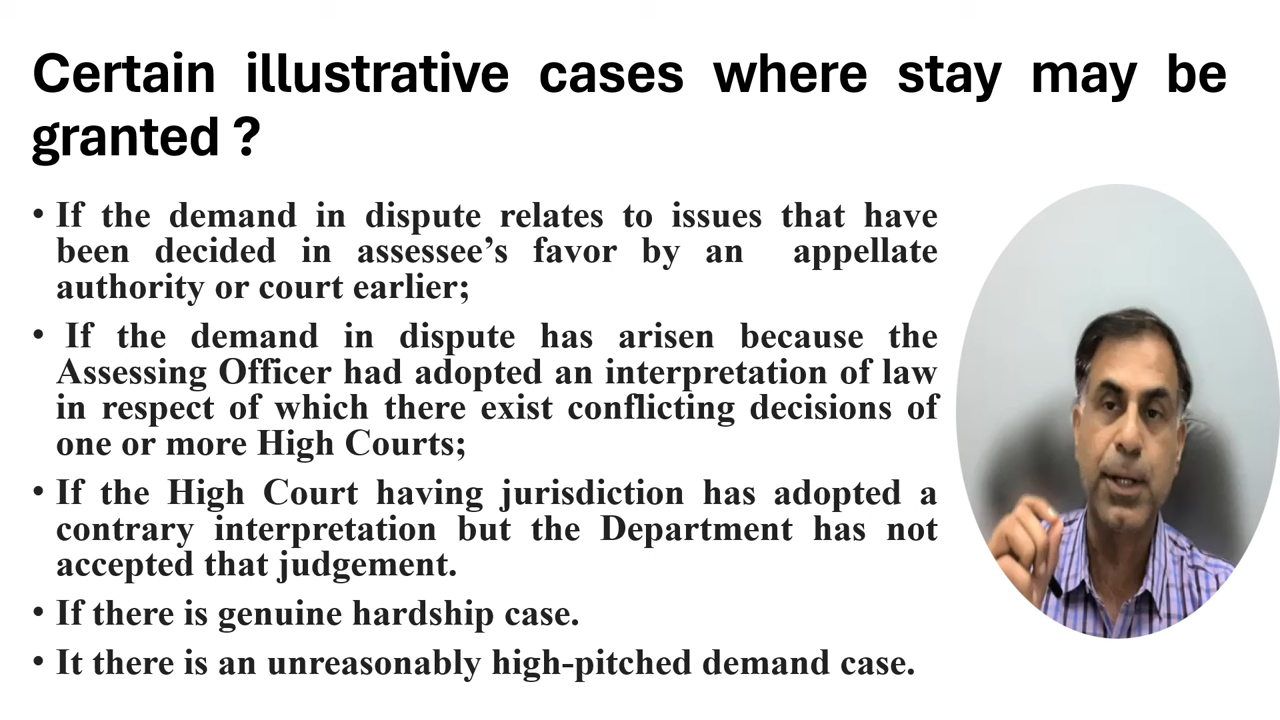 Certain illustrative cases where stay may be
granted ?
• If the demand in dispute relates to issues that have
been decided in assessee’s favor by an appellate
authority or court earlier;
• If the demand in dispute has arisen because the
Assessing Officer had adopted an interpretation of law
in respect of which there exist conflicting decisions of
one or more High Courts;
• If the High Court having jurisdiction has adopted a
contrary interpretation but the Department has not
accepted that judgement.
• If there is genuine hardship case.
• It there is an unreasonably high-pitched demand case.